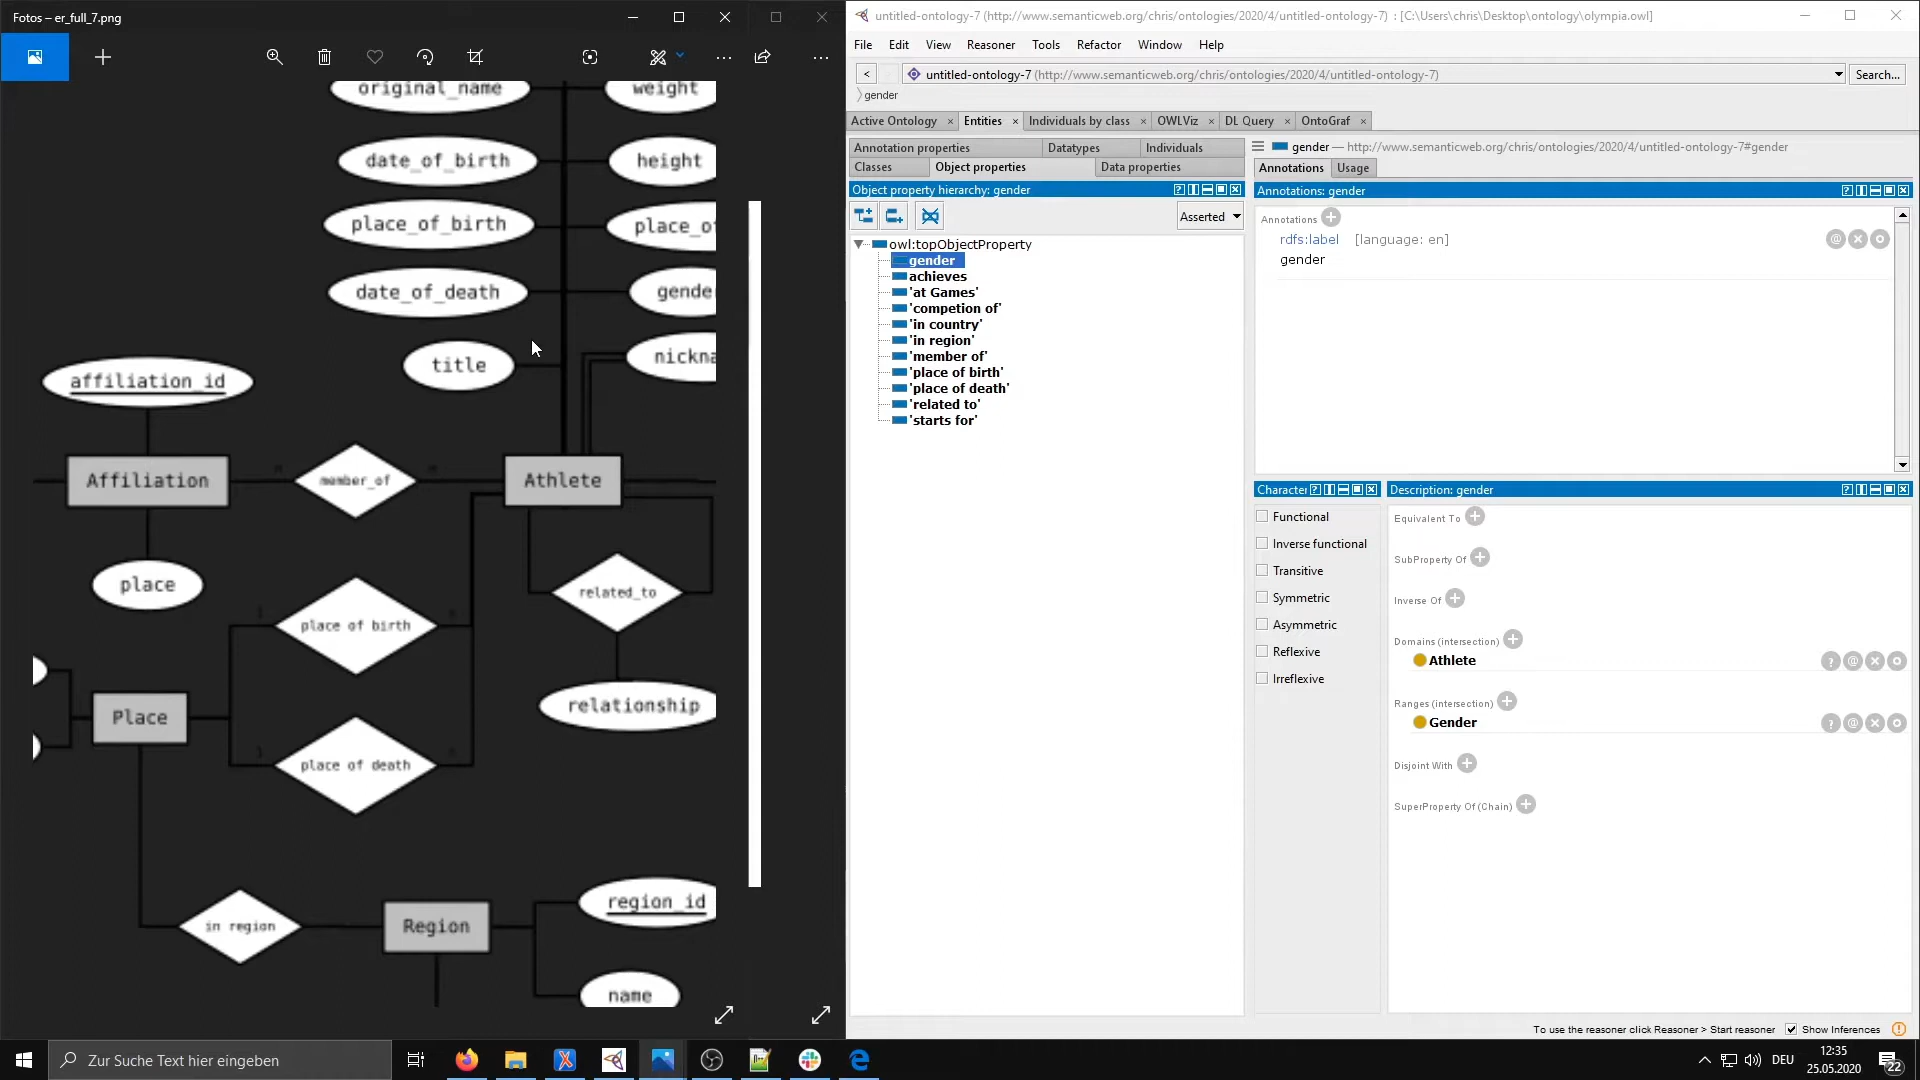 Fotos – er_full_7.png
original_name
weight
date_of_birth
height
place_of_birth
place_of
date_of_death
gende
title
nickna
affiliation_id
Affiliation
member_of
Athlete
place
place of birth
related_to
relationship
Place
place of death
in region
Region
region_id
name
untitled-ontology-7 (http://www.semanticweb.org/chris/ontologies/2020/4/untitled-ontology-7) : [C:\Users\chris\Desktop\ontology\olympia.owl]
File Edit View Reasoner Tools Refactor Window Help
< untitled-ontology-7 (http://www.semanticweb.org/chris/ontologies/2020/4/untitled-ontology-7) Search...
gender
Active Ontology × Entities × Individuals by class × OWLViz × DL Query × OntoGraf ×
Annotation properties Datatypes Individuals
Classes Object properties Data properties
Object property hierarchy: gender
Asserted
owl:topObjectProperty
gender
achieves
'at Games'
'competion of'
'in country'
'in region'
'member of'
'place of birth'
'place of death'
'related to'
'starts for'
gender — http://www.semanticweb.org/chris/ontologies/2020/4/untitled-ontology-7#gender
Annotations Usage
Annotations: gender
Annotations
rdfs:label [language: en]
gender
Character
Functional
Inverse functional
Transitive
Symmetric
Asymmetric
Reflexive
Irreflexive
Description: gender
Equivalent To
SubProperty Of
Inverse Of
Domains (intersection)
Athlete
Ranges (intersection)
Gender
Disjoint With
SuperProperty Of (Chain)
To use the reasoner click Reasoner > Start reasoner Show Inferences
Zur Suche Text hier eingeben
DEU
12:35
25.05.2020
22